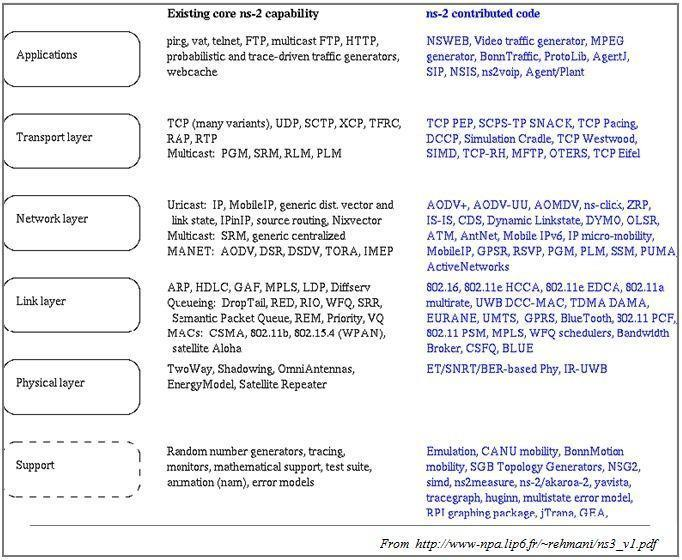 Existing core ns-2 capability
ns-2 contributed code
Applications
ping, vat, telnet, FTP, multicast FTP, HTTP,
probabilistic and trace-driven traffic generators,
webcache
NSWEB, Video traffic generator, MPEG
generator, BonnTraffic, ProtoLib, AgentJ,
SIP, NSIS, ns2voip, Agent/Plant
Transport layer
TCP (many variants), UDP, SCTP, XCP, TFRC,
RAP, RTP
Multicast: PGM, SRM, RLM, PLM
TCP PEP, SCPS-TP SNACK, TCP Pacing,
DCCP, Simulation Cradle, TCP Westwood,
SIMD, TCP-RH, MFTP, OTERS, TCP Eifel
Network layer
Unicast: IP, MobileIP, generic dist. vector and
link state, IPinIP, source routing, Nixvector
Multicast: SRM, generic centralized
MANET: AODV, DSR, DSDV, TORA, IMEP
AODV+, AODV-UU, AOMDV, ns-click, ZRP,
IS-IS, CDS, Dynamic Linkstate, DYMO, OLSR,
ATM, AntNet, Mobile IPv6, IP micro-mobility,
MobileIP, GPSR, RSVP, PGM, PLM, SSM, PUMA
ActiveNetworks
Link layer
ARP, HDLC, GAF, MPLS, LDP, Diffserv
Queueing: DropTail, RED, RIO, WFQ, SRR,
Semantic Packet Queue, REM, Priority, VQ
MACs: CSMA, 802.11b, 802.15.4 (WPAN),
satellite Aloha
802.16, 802.11e HCCA, 802.11e EDCA, 802.11a
multirate, UWB DCC-MAC, TDMA DAMA,
EURANE, UMTS, GPRS, BlueTooth, 802.11 PCF,
802.11 PSM, MPLS, WFQ schedulers, Bandwidth
Broker, CSFQ, BLUE
Physical layer
TwoWay, Shadowing, OmniAntennas,
EnergyModel, Satellite Repeater
ET/SNRT/BER-based Phy, IR-UWB
Support
Random number generators, tracing,
monitors, mathematical support, test suite,
animation (nam), error models
Emulation, CANU mobility, BonnMotion
mobility, SGB Topology Generators, NSG2,
simd, ns2measure, ns-2/akaroa-2, yavista,
tracegraph, huginn, multistate error model,
RPI graphing package, jTrana, GEA,
From http://www-npa.lip6.fr/~rehmani/ns3_v1.pdf